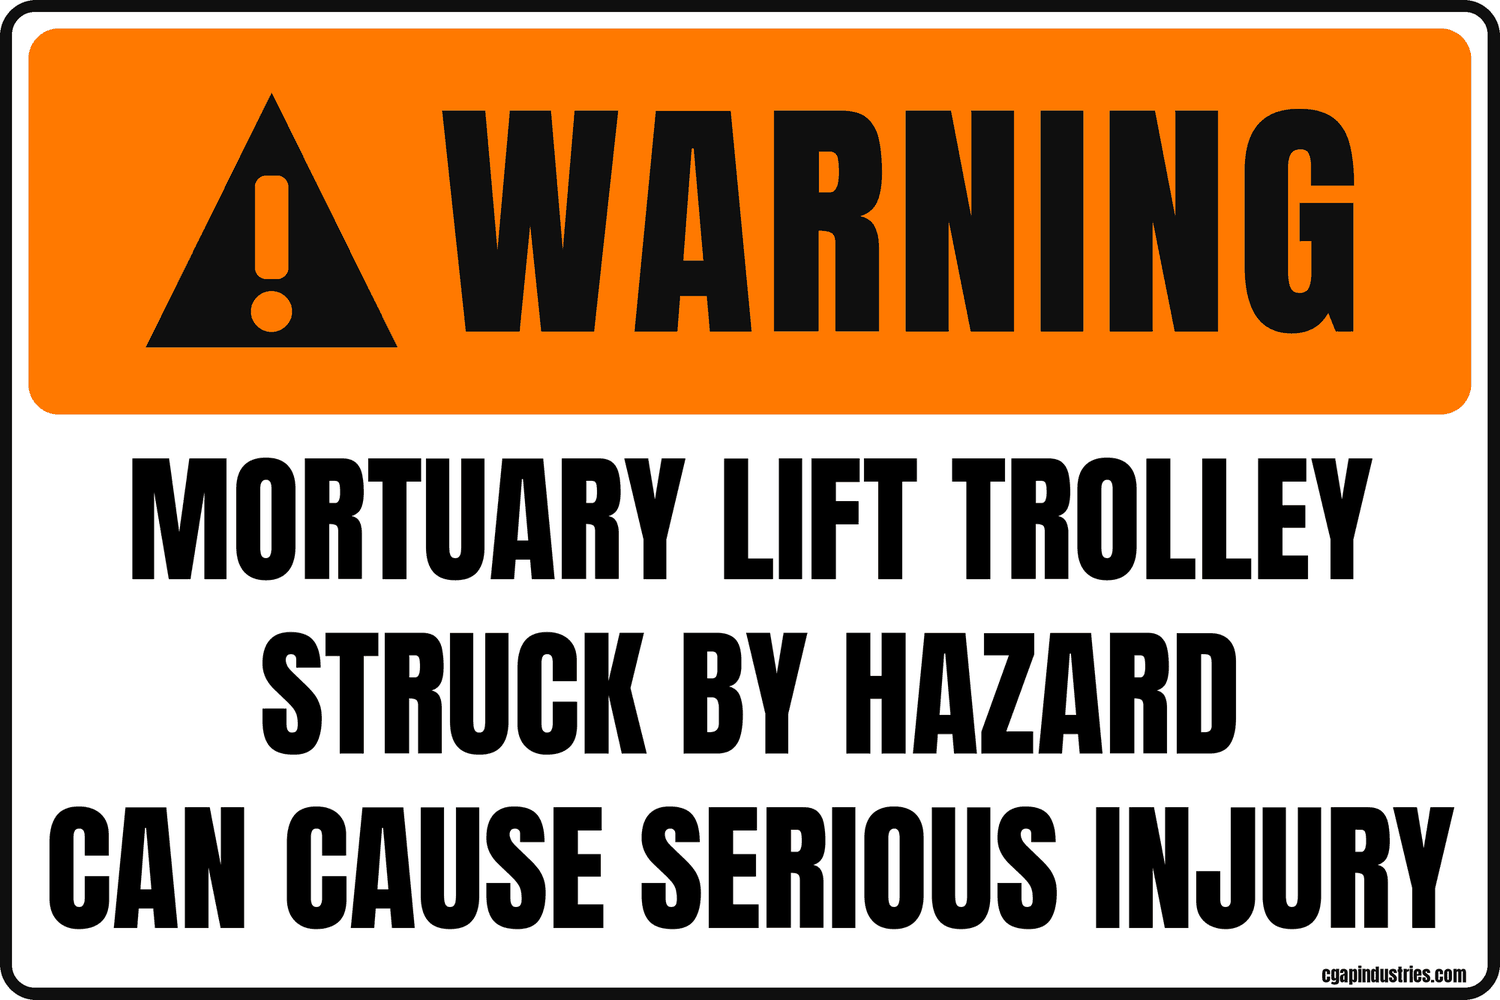 WARNING
MORTUARY LIFT TROLLEY
STRUCK BY HAZARD
CAN CAUSE SERIOUS INJURY
cgapindustries.com